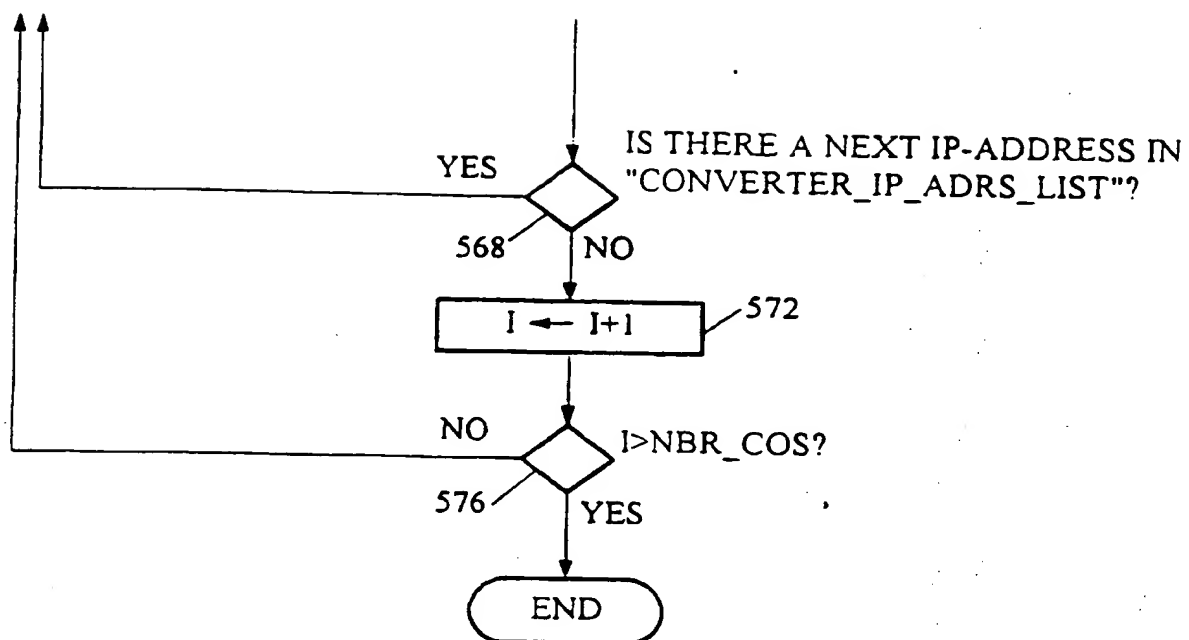 YES
IS THERE A NEXT IP-ADDRESS IN
"CONVERTER_IP_ADRS_LIST"?
568
NO
I ← I+1
572
NO
I>NBR_COS?
576
YES
END